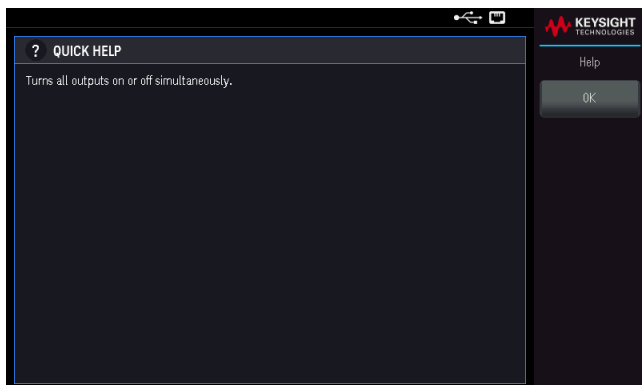 KEYSIGHT
TECHNOLOGIES
? QUICK HELP
Help
Turns all outputs on or off simultaneously.
OK